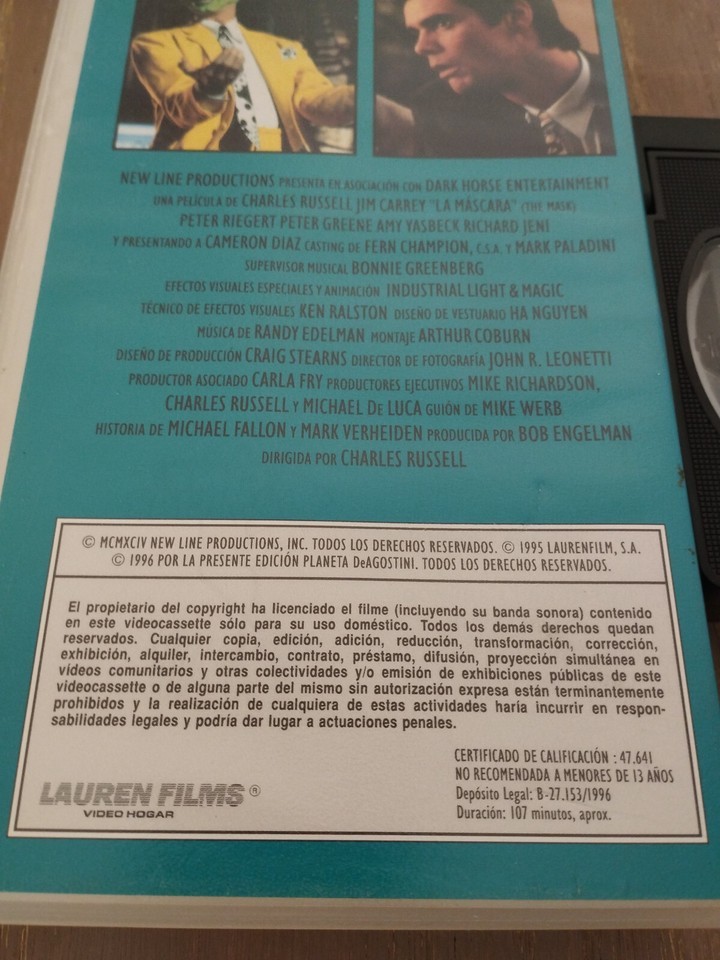 NEW LINE PRODUCTIONS PRESENTA EN ASOCIACIÓN CON DARK HORSE ENTERTAINMENT
UNA PELÍCULA DE CHARLES RUSSELL JIM CARREY "LA MÁSCARA" (THE MASK)
PETER RIEGERT PETER GREENE AMY YASBECK RICHARD JENI
Y PRESENTANDO A CAMERON DIAZ CASTING DE FERN CHAMPION, C.S.A. Y MARK PALADINI
SUPERVISOR MUSICAL BONNIE GREENBERG
EFECTOS VISUALES ESPECIALES Y ANIMACIÓN INDUSTRIAL LIGHT & MAGIC
TÉCNICO DE EFECTOS VISUALES KEN RALSTON DISEÑO DE VESTUARIO HA NGUYEN
MÚSICA DE RANDY EDELMAN MONTAJE ARTHUR COBURN
DISEÑO DE PRODUCCIÓN CRAIG STEARNS DIRECTOR DE FOTOGRAFÍA JOHN R. LEONETTI
PRODUCTOR ASOCIADO CARLA FRY PRODUCTORES EJECUTIVOS MIKE RICHARDSON,
CHARLES RUSSELL Y MICHAEL De LUCA GUIÓN DE MIKE WERB
HISTORIA DE MICHAEL FALLON Y MARK VERHEIDEN PRODUCIDA POR BOB ENGELMAN
DIRIGIDA POR CHARLES RUSSELL
© MCMXCIV NEW LINE PRODUCTIONS, INC. TODOS LOS DERECHOS RESERVADOS. © 1995 LAURENFILM, S.A.
© 1996 POR LA PRESENTE EDICIÓN PLANETA DeAGOSTINI. TODOS LOS DERECHOS RESERVADOS.
El propietario del copyright ha licenciado el filme (incluyendo su banda sonora) contenido
en este videocassette sólo para su uso doméstico. Todos los demás derechos quedan
reservados. Cualquier copia, edición, adición, reducción, transformación, corrección,
exhibición, alquiler, intercambio, contrato, préstamo, difusión, proyección simultánea en
vídeos comunitarios y otras colectividades y/o emisión de exhibiciones públicas de este
videocassette o de alguna parte del mismo sin autorización expresa están terminantemente
prohibidos y la realización de cualquiera de estas actividades haría incurrir en respon-
sabilidades legales y podría dar lugar a actuaciones penales.
CERTIFICADO DE CALIFICACIÓN : 47.641
NO RECOMENDADA A MENORES DE 13 AÑOS
Depósito Legal: B-27.153/1996
Duración: 107 minutos, aprox.
LAUREN FILMS ®
VIDEO HOGAR